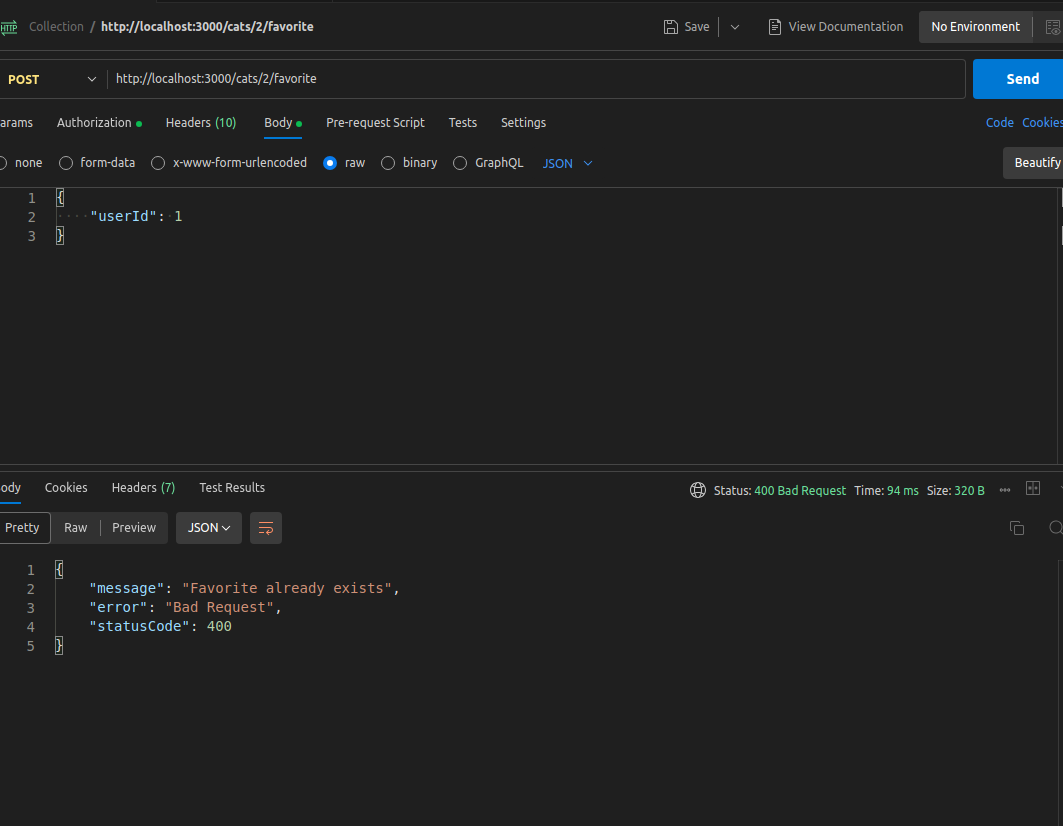 HTTP Collection / http://localhost:3000/cats/2/favorite Save View Documentation No Environment
POST http://localhost:3000/cats/2/favorite Send
arams Authorization Headers (10) Body Pre-request Script Tests Settings Code Cookies
none form-data x-www-form-urlencoded raw binary GraphQL JSON Beautify
1 {
2 "userId": 1
3 }
ody Cookies Headers (7) Test Results Status: 400 Bad Request Time: 94 ms Size: 320 B
Pretty Raw Preview JSON
1 {
2 "message": "Favorite already exists",
3 "error": "Bad Request",
4 "statusCode": 400
5 }